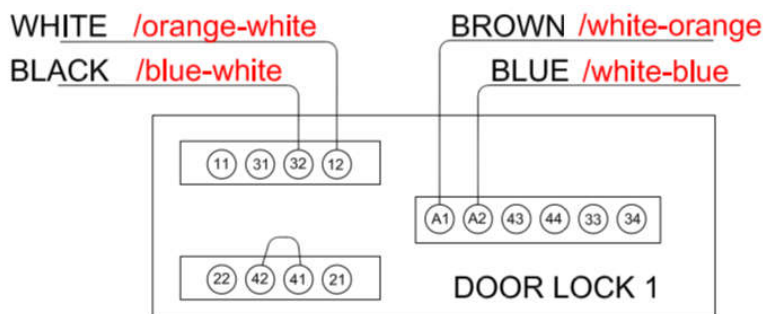 WHITE /orange-white BROWN /white-orange
BLACK /blue-white BLUE /white-blue
11 31 32 12
A1 A2 43 44 33 34
22 42 41 21
DOOR LOCK 1